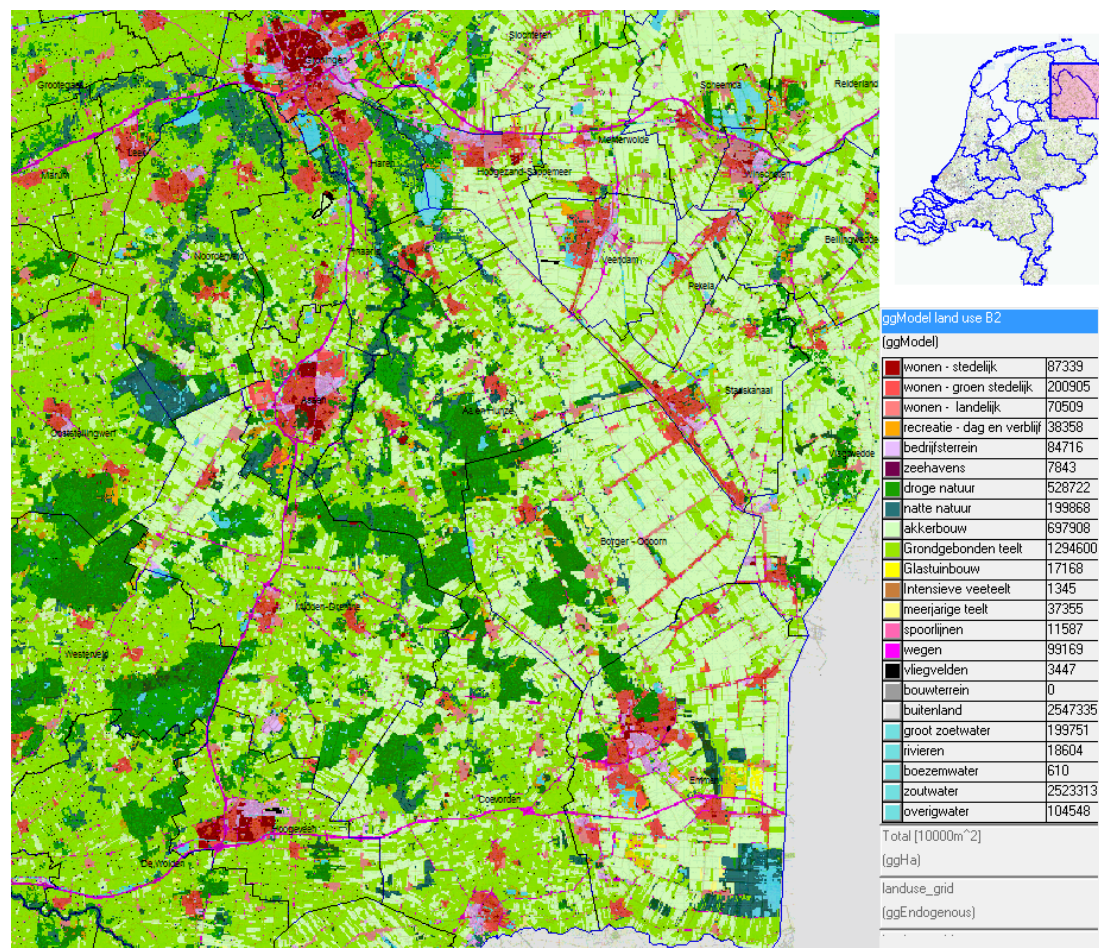 Slochteren
Groningen
Grootegast
Scheemda
Reiderland
Menterwolde
Leek
Haren
Marum
Hoogezand-Sappemeer
Winschoten
Bellingwedde
Noordenveld
Tynaarlo
Veendam
Pekela
Stadskanaal
Assen
Aa en Hunze
Ooststellingwerf
Vlagtwedde
Borger - Odoorn
Midden-Drenthe
Westerveld
Emmen
Coevorden
Hoogeveen
De Wolden
ggModel land use B2
(ggModel)
wonen - stedelijk 87339
wonen - groen stedelijk 200905
wonen - landelijk 70509
recreatie - dag en verblijf 38358
bedrijfsterrein 84716
zeehavens 7843
droge natuur 528722
natte natuur 199868
akkerbouw 697908
Grondgebonden teelt 1294600
Glastuinbouw 17168
Intensieve veeteelt 1345
meerjarige teelt 37355
spoorlijnen 11587
wegen 99169
vliegvelden 3447
bouwterrein 0
buitenland 2547335
groot zoetwater 199751
rivieren 18604
boezemwater 610
zoutwater 2523313
overigwater 104548
Total [10000m^2]
(ggHa)
landuse_grid
(ggEndogenous)